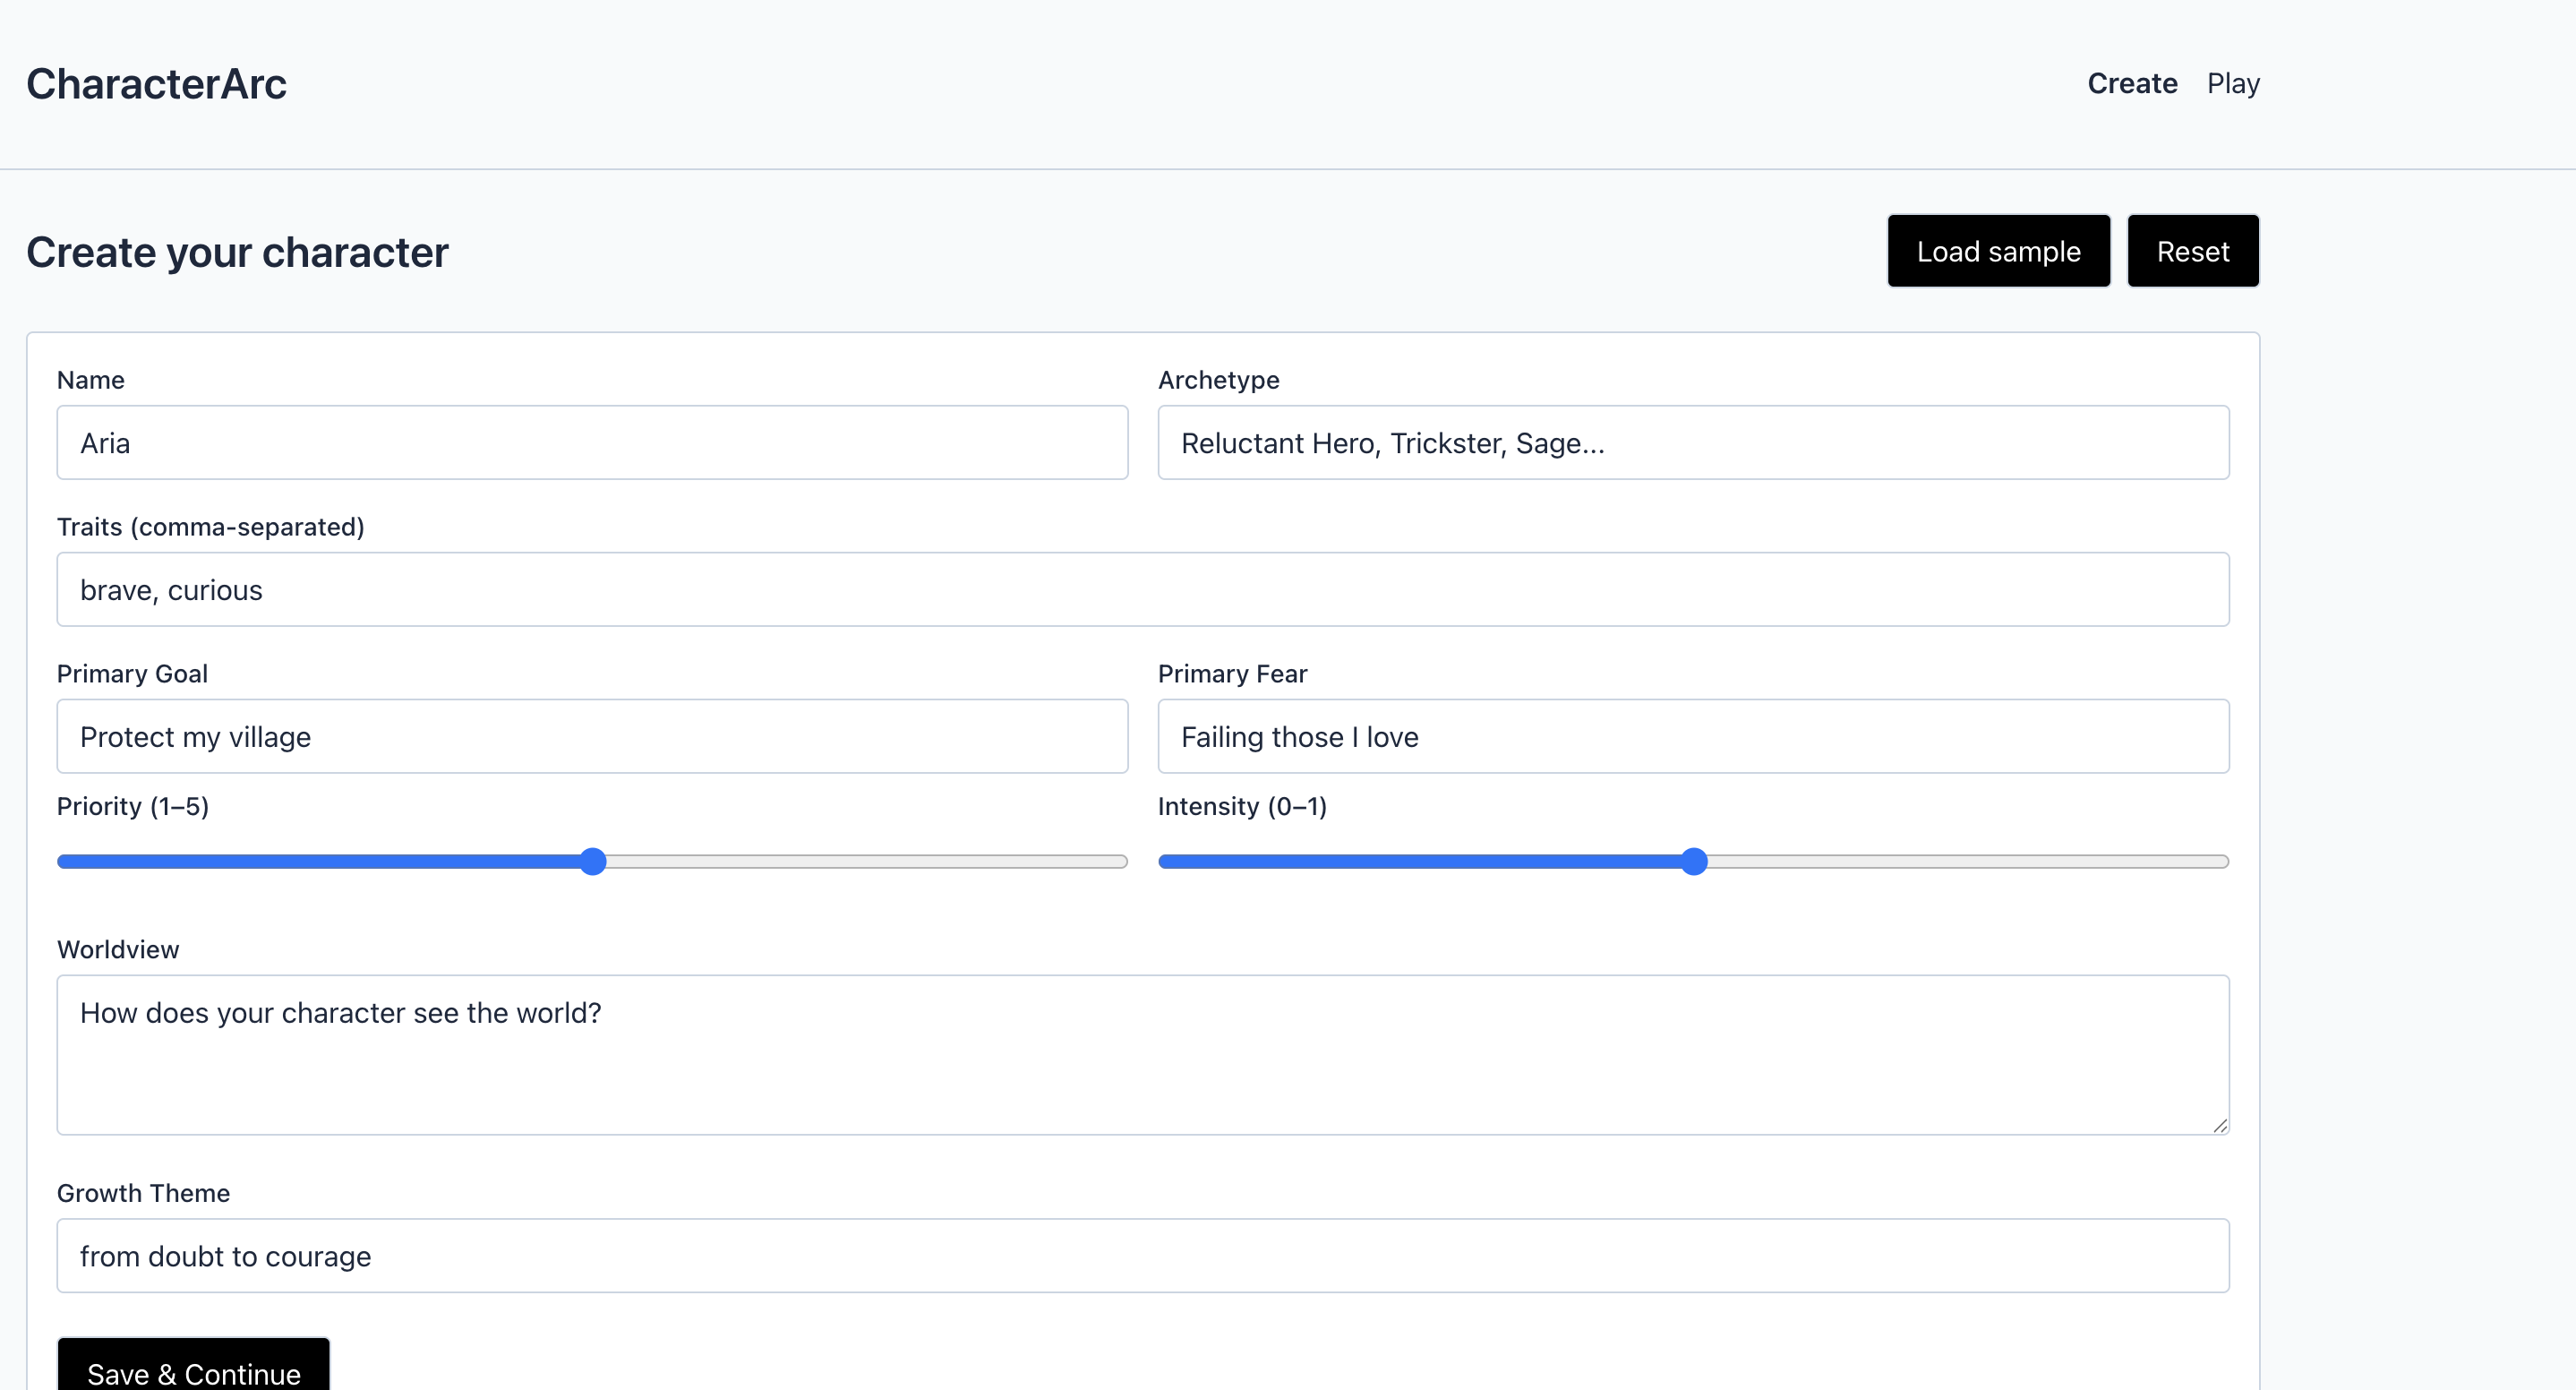 CharacterArc
Create Play
Create your character
Load sample Reset
Name
Aria
Archetype
Reluctant Hero, Trickster, Sage...
Traits (comma-separated)
brave, curious
Primary Goal
Protect my village
Primary Fear
Failing those I love
Priority (1–5)
Intensity (0–1)
Worldview
How does your character see the world?
Growth Theme
from doubt to courage
Save & Continue